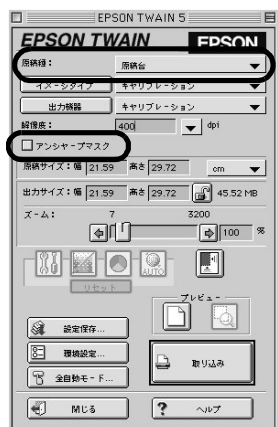 EPSON TWAIN 5
EPSON TWAIN
EPSON
原稿種： 原稿台
イメージタイプ キャリブレーション
出力機器 キャリブレーション
解像度： 400 dpi
アンシャープマスク
原稿サイズ：幅 21.59 高さ 29.72 cm
出力サイズ：幅 21.59 高さ 29.72 45.52 MB
ズーム： 7 3200
100 %
AUTO
リセット
プレビュー
設定保存...
環境設定...
取り込み
全自動モード...
閉じる
ヘルプ